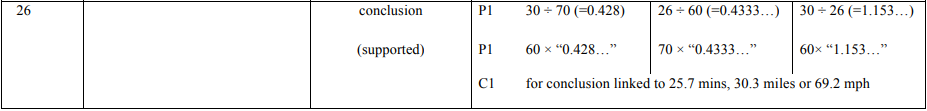 26 conclusion P1 30 ÷ 70 (=0.428) 26 ÷ 60 (=0.4333…) 30 ÷ 26 (=1.153…)
(supported) P1 60 × “0.428…” 70 × “0.4333…” 60× “1.153…”
C1 for conclusion linked to 25.7 mins, 30.3 miles or 69.2 mph